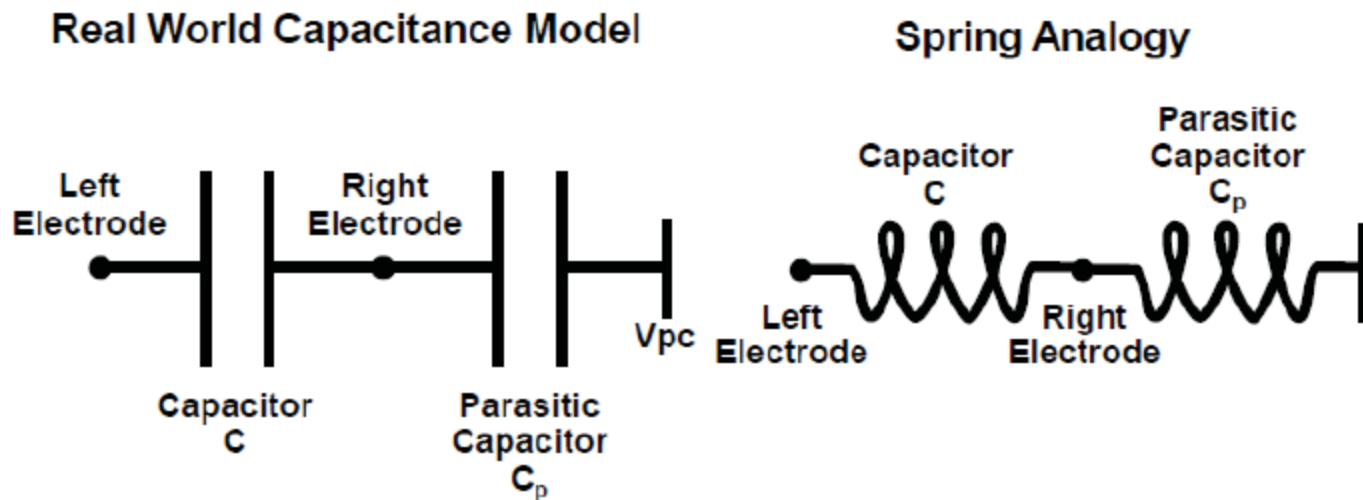 Real World Capacitance Model
Left
Electrode
Right
Electrode
Vpc
Capacitor
C
Parasitic
Capacitor
Cp
Spring Analogy
Capacitor
C
Parasitic
Capacitor
Cp
Left
Electrode
Right
Electrode